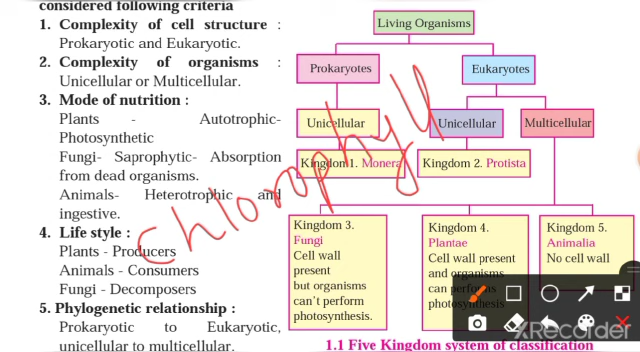 considered following criteria
1. Complexity of cell structure :
Prokaryotic and Eukaryotic.
2. Complexity of organisms :
Unicellular or Multicellular.
3. Mode of nutrition :
Plants - Autotrophic-
Photosynthetic
Fungi- Saprophytic- Absorption
from dead organisms.
Animals- Heterotrophic and
ingestive.
4. Life style :
Plants - Producers
Animals - Consumers
Fungi - Decomposers
5. Phylogenetic relationship :
Prokaryotic to Eukaryotic,
unicellular to multicellular.
Chlorophyll
Living Organisms
Prokaryotes
Eukaryotes
Unicellular
Unicellular
Multicellular
Kingdom1. Monera
Kingdom 2. Protista
Kingdom 3.
Fungi
Cell wall
present
but organisms
can't perform
photosynthesis.
Kingdom 4.
Plantae
Cell wall present
and organisms
can performs
photosynthesis.
Kingdom 5.
Animalia
No cell wall
XRecorder
1.1 Five Kingdom system of classification